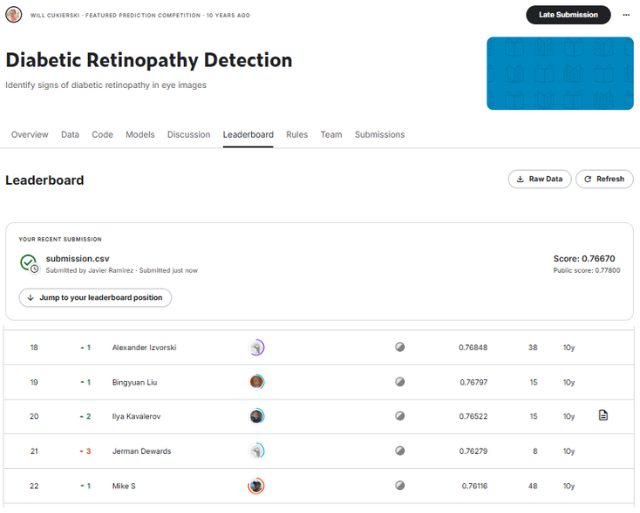 WILL CUKIERSKI · FEATURED PREDICTION COMPETITION · 10 YEARS AGO
Late Submission
Diabetic Retinopathy Detection
Identify signs of diabetic retinopathy in eye images
Overview Data Code Models Discussion Leaderboard Rules Team Submissions
Leaderboard
Raw Data Refresh
YOUR RECENT SUBMISSION
submission.csv
Submitted by Javier Ramirez · Submitted just now
Score: 0.76670
Public score: 0.77800
Jump to your leaderboard position
18 1 Alexander Izvorski 0.76848 38 10y
19 1 Bingyuan Liu 0.76797 15 10y
20 2 Ilya Kavalerov 0.76522 15 10y
21 3 Jerman Dewards 0.76279 8 10y
22 1 Mike S 0.76116 48 10y